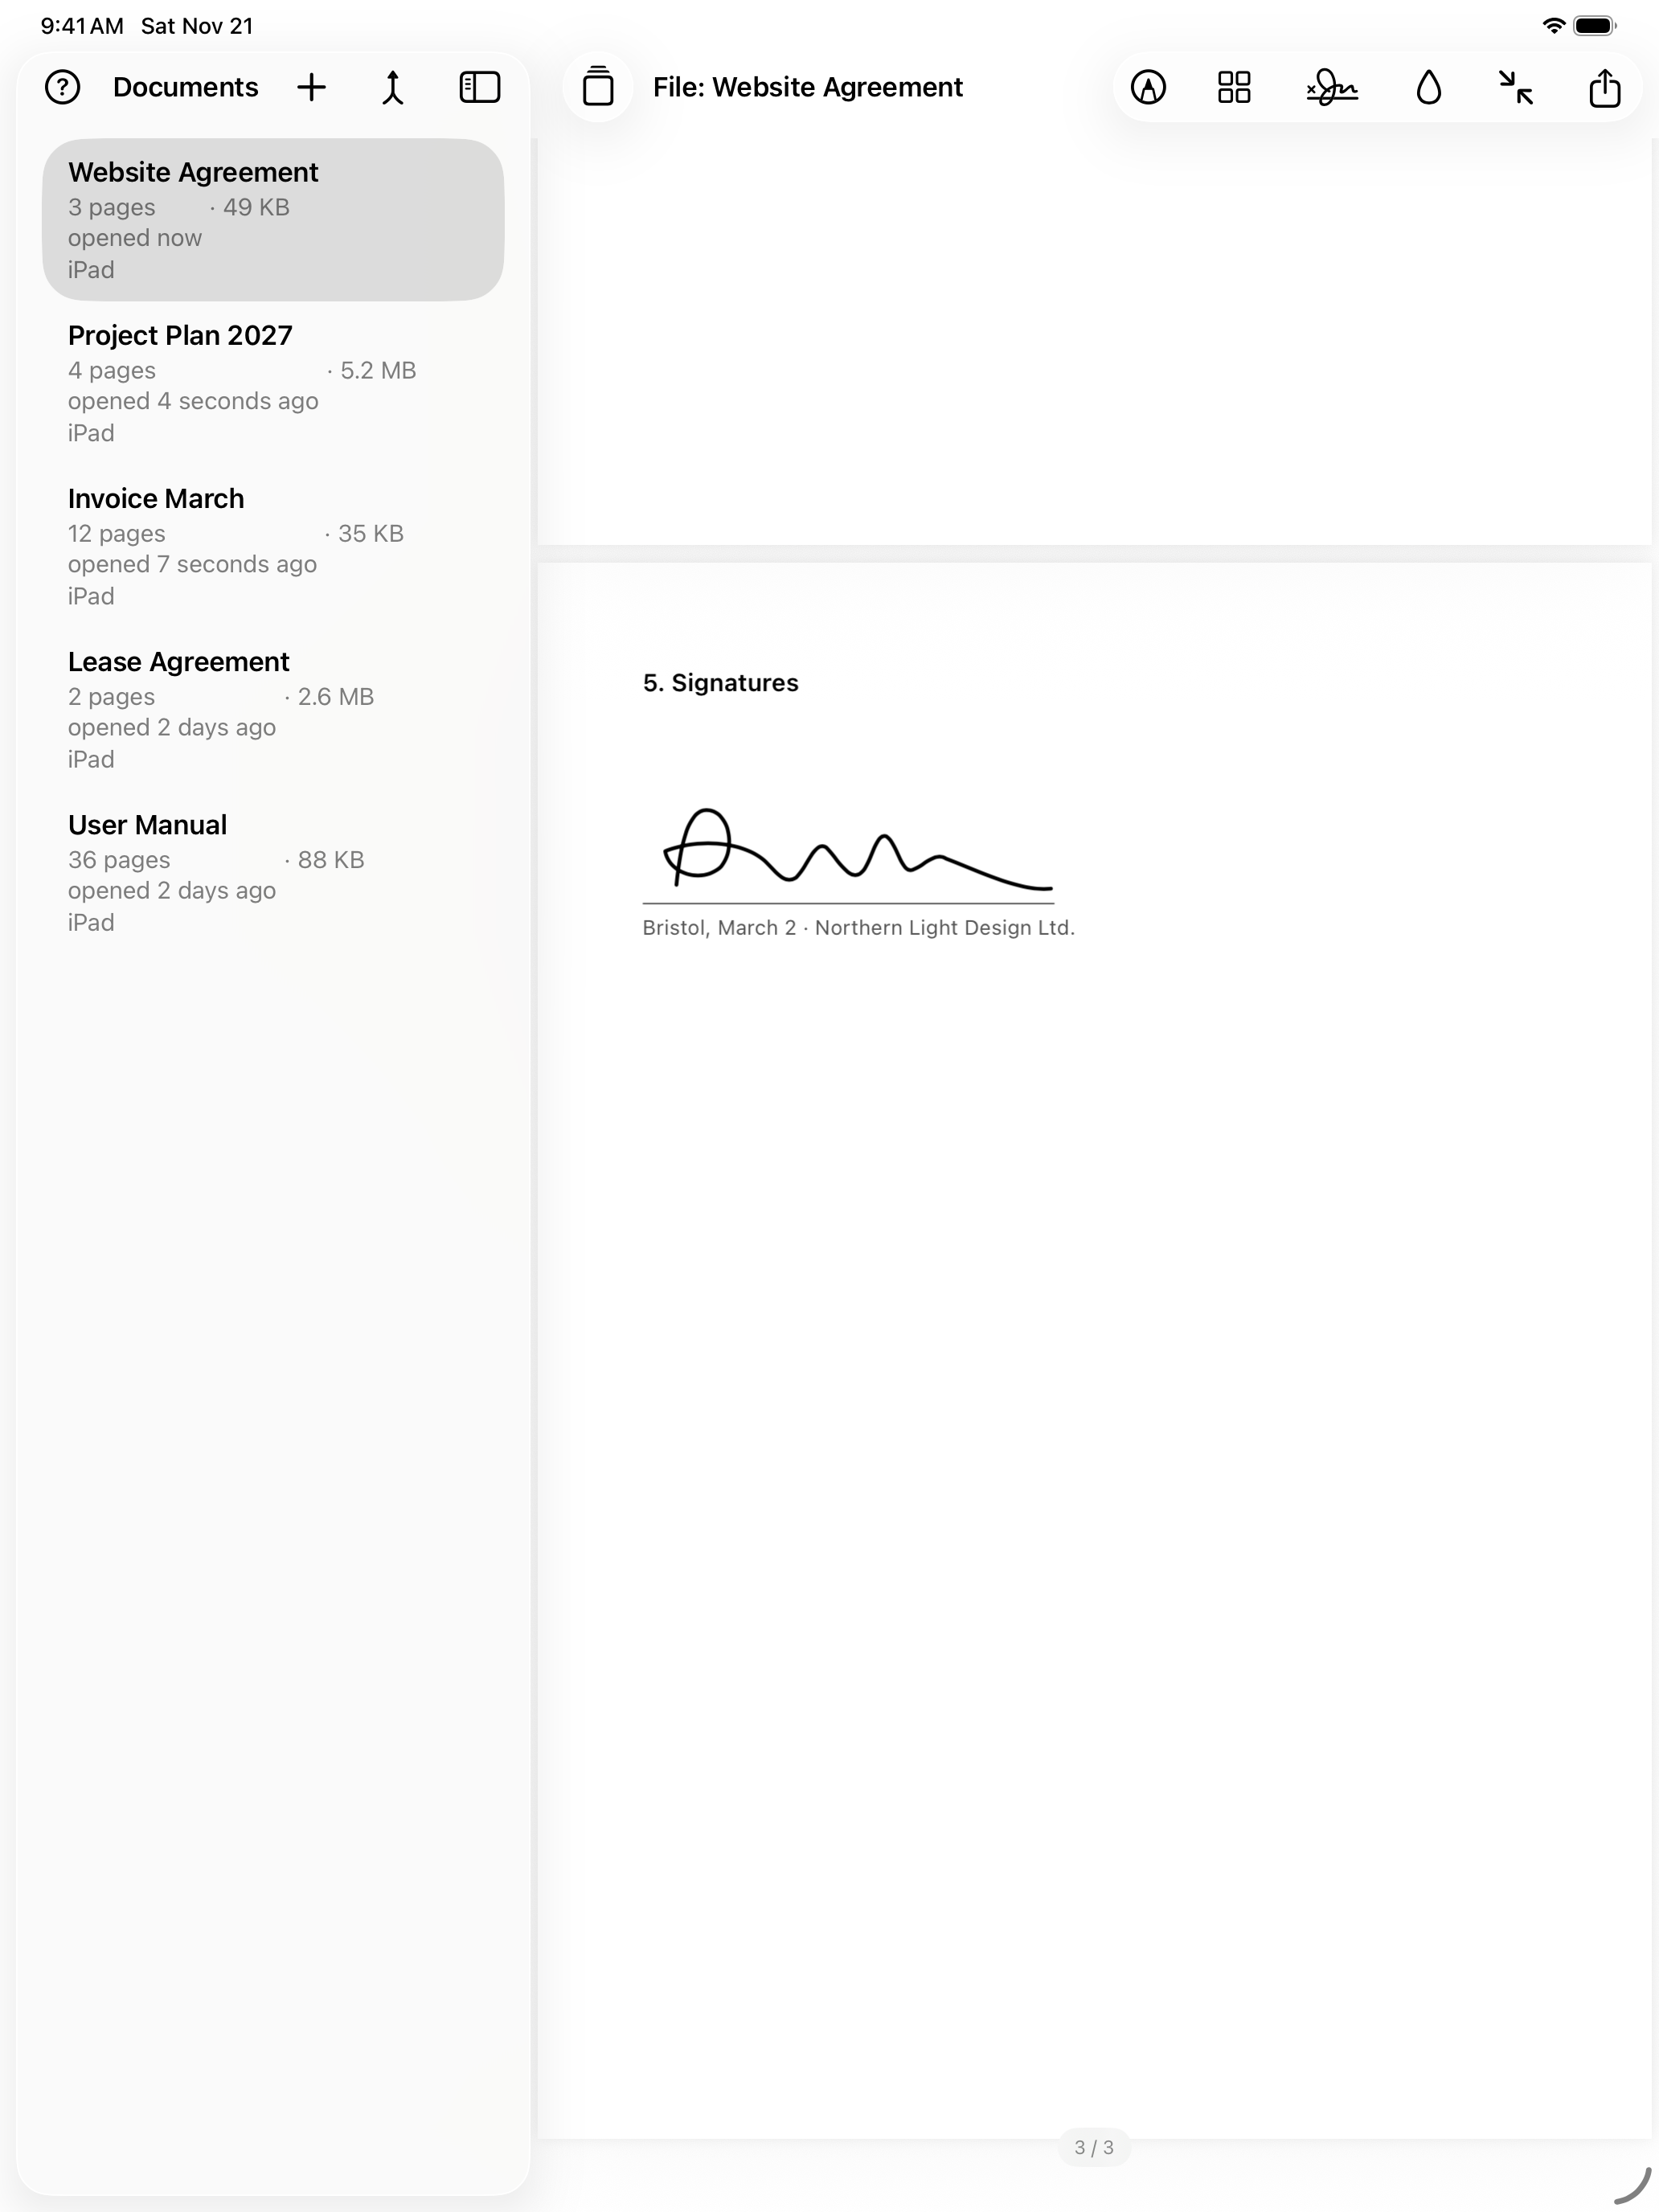 9:41 AM Sat Nov 21
Documents
File: Website Agreement
Website Agreement
3 pages · 49 KB
opened now
iPad
Project Plan 2027
4 pages · 5.2 MB
opened 4 seconds ago
iPad
Invoice March
12 pages · 35 KB
opened 7 seconds ago
iPad
Lease Agreement
2 pages · 2.6 MB
opened 2 days ago
iPad
User Manual
36 pages · 88 KB
opened 2 days ago
iPad
5. Signatures
Bristol, March 2 · Northern Light Design Ltd.
3 / 3